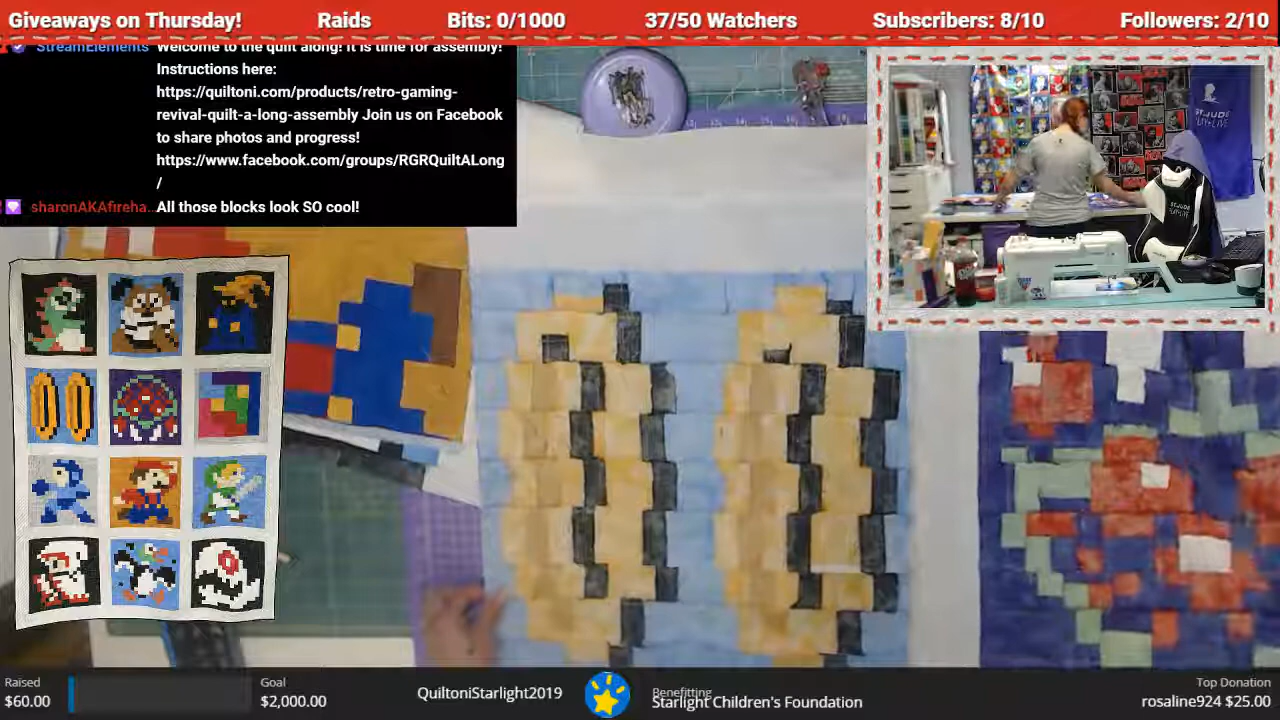 Giveaways on Thursday! Raids Bits: 0/1000 37/50 Watchers Subscribers: 8/10 Followers: 2/10
StreamElements Welcome to the quilt along! It is time for assembly!
Instructions here:
https://quiltoni.com/products/retro-gaming-
revival-quilt-a-long-assembly Join us on Facebook
to share photos and progress!
https://www.facebook.com/groups/RGRQuiltALong
/
sharonAKAfireha... All those blocks look SO cool!
ST. JUDE
Raised
$60.00
Goal
$2,000.00
QuiltoniStarlight2019
Benefitting
Starlight Children's Foundation
Top Donation
rosaline924 $25.00